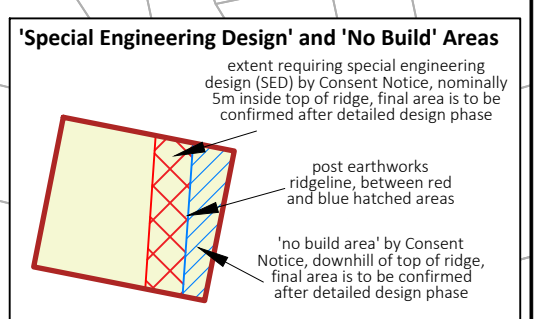 'Special Engineering Design' and 'No Build' Areas
extent requiring special engineering
design (SED) by Consent Notice, nominally
5m inside top of ridge, final area is to be
confirmed after detailed design phase
post earthworks
ridgeline, between red
and blue hatched areas
'no build area' by Consent
Notice, downhill of top of ridge,
final area is to be confirmed
after detailed design phase